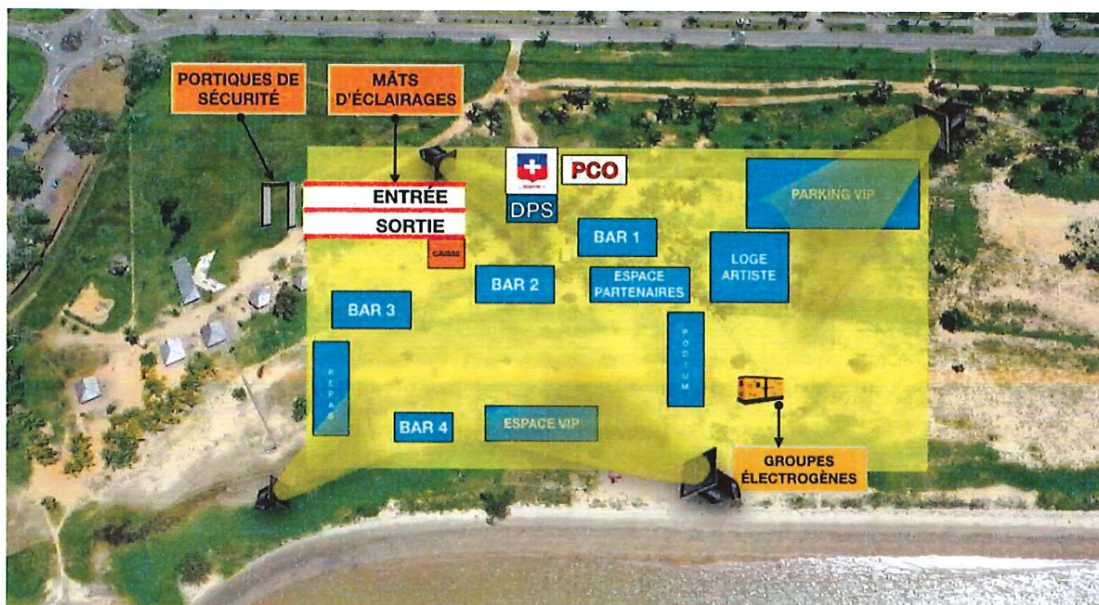 PORTIQUES DE
SÉCURITÉ
MÂTS
D'ÉCLAIRAGES
ENTRÉE
SORTIE
CAISSE
PCO
DPS
PARKING VIP
BAR 1
LOGE
ARTISTE
BAR 2
ESPACE
PARTENAIRES
BAR 3
PODIUM
REPAS
BAR 4
ESPACE VIP
GROUPES
ÉLECTROGÈNES